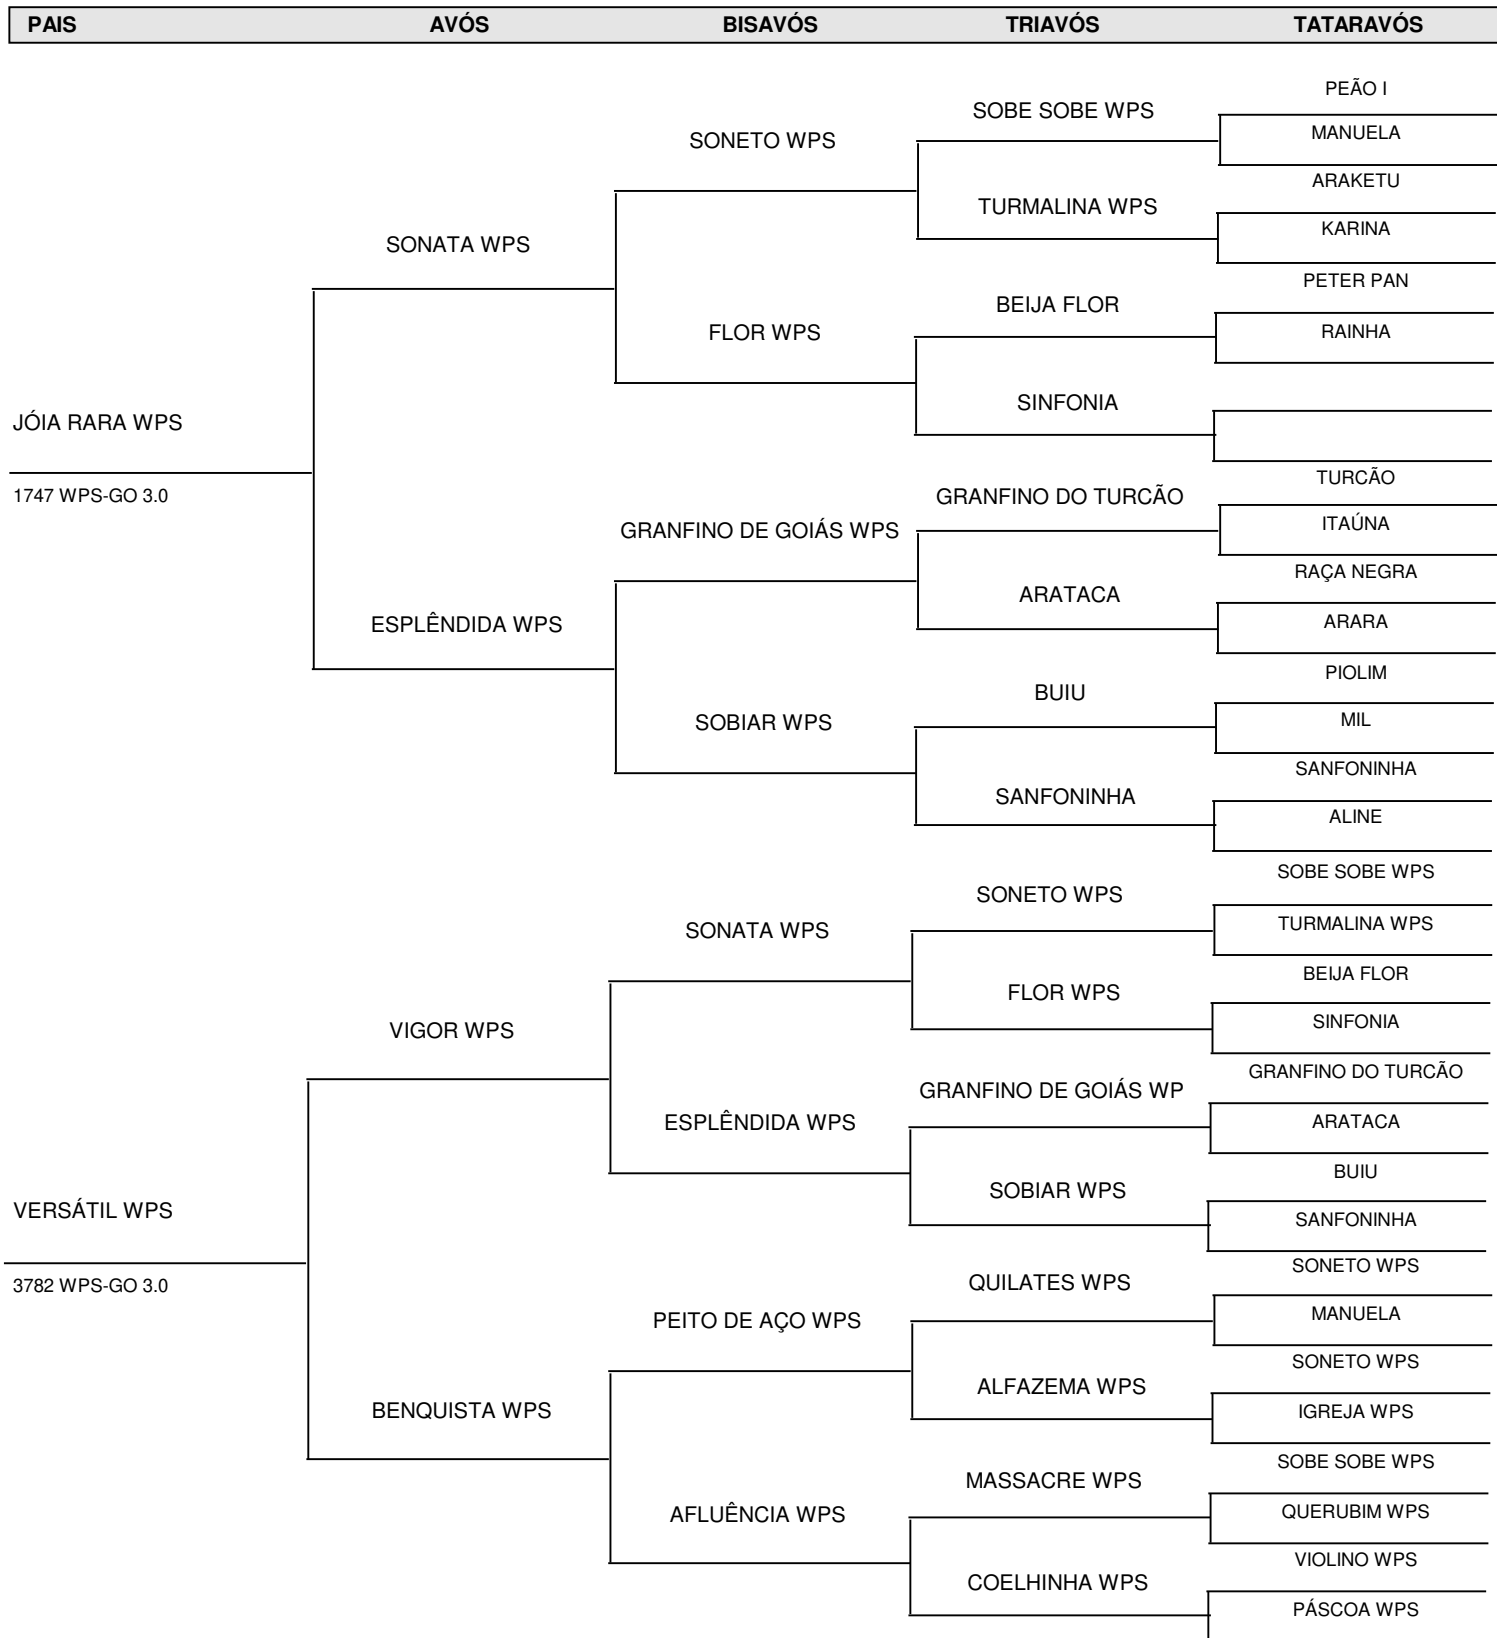 PAIS AVÓS BISAVÓS TRIAVÓS TATARAVÓS
PEÃO I
SOBE SOBE WPS
MANUELA
SONETO WPS
ARAKETU
TURMALINA WPS
KARINA
SONATA WPS
PETER PAN
BEIJA FLOR
RAINHA
FLOR WPS
SINFONIA
JÓIA RARA WPS
TURCÃO
1747 WPS-GO 3.0
GRANFINO DO TURCÃO
ITAÚNA
GRANFINO DE GOIÁS WPS
RAÇA NEGRA
ARATACA
ARARA
ESPLÊNDIDA WPS
PIOLIM
BUIU
MIL
SOBIAR WPS
SANFONINHA
SANFONINHA
ALINE
SOBE SOBE WPS
SONETO WPS
TURMALINA WPS
SONATA WPS
BEIJA FLOR
FLOR WPS
SINFONIA
VIGOR WPS
GRANFINO DO TURCÃO
GRANFINO DE GOIÁS WP
ARATACA
ESPLÊNDIDA WPS
BUIU
SOBIAR WPS
SANFONINHA
VERSÁTIL WPS
SONETO WPS
3782 WPS-GO 3.0
QUILATES WPS
MANUELA
PEITO DE AÇO WPS
SONETO WPS
ALFAZEMA WPS
IGREJA WPS
BENQUISTA WPS
SOBE SOBE WPS
MASSACRE WPS
QUERUBIM WPS
AFLUÊNCIA WPS
VIOLINO WPS
COELHINHA WPS
PÁSCOA WPS